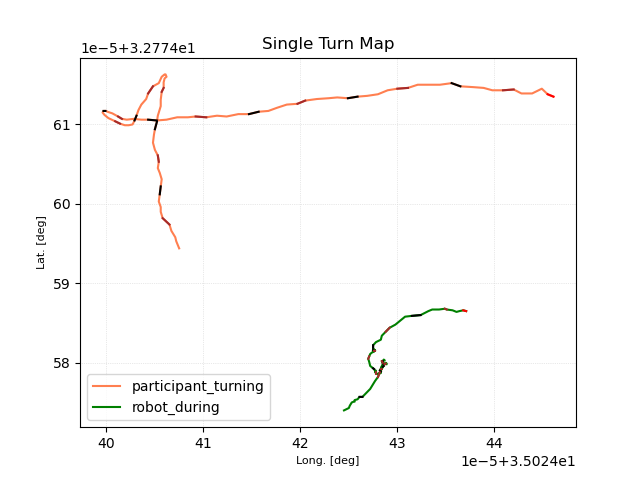 Single Turn Map
1e−5+3.2774e1
61
60
59
58
Lat. [deg]
participant_turning
robot_during
40 41 42 43 44
Long. [deg]
1e−5+3.5024e1